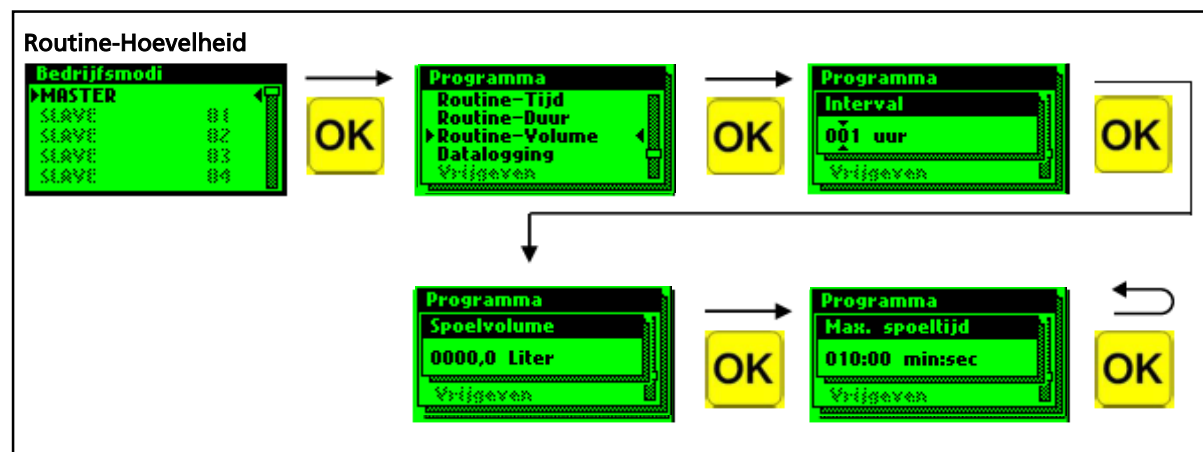 Routine-Hoevelheid
Bedrijfsmodi
MASTER
SLAVE 01
SLAVE 02
SLAVE 03
SLAVE 04
OK
Programma
Routine-Tijd
Routine-Duur
Routine-Volume
Datalogging
Vrijgeven
OK
Programma
Interval
001 uur
Vrijgeven
OK
Programma
Spoelvolume
0000,0 Liter
Vrijgeven
OK
Programma
Max. spoeltijd
010:00 min:sec
Vrijgeven
OK